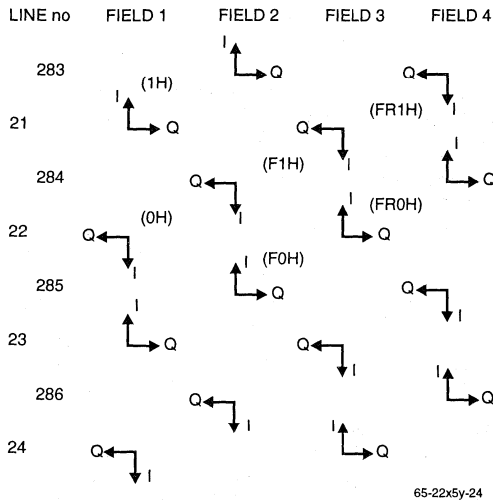 LINE no FIELD 1 FIELD 2 FIELD 3 FIELD 4
I
283 Q Q
I (1H) (FR1H) I
21 Q Q
I I
284 (F1H) Q
Q
I I
(0H) (FR0H)
22 Q Q
I I (F0H)
I
285 Q Q
I
23 Q Q
I I
286 Q Q
I I
24 Q Q
I
65-22x5y-24